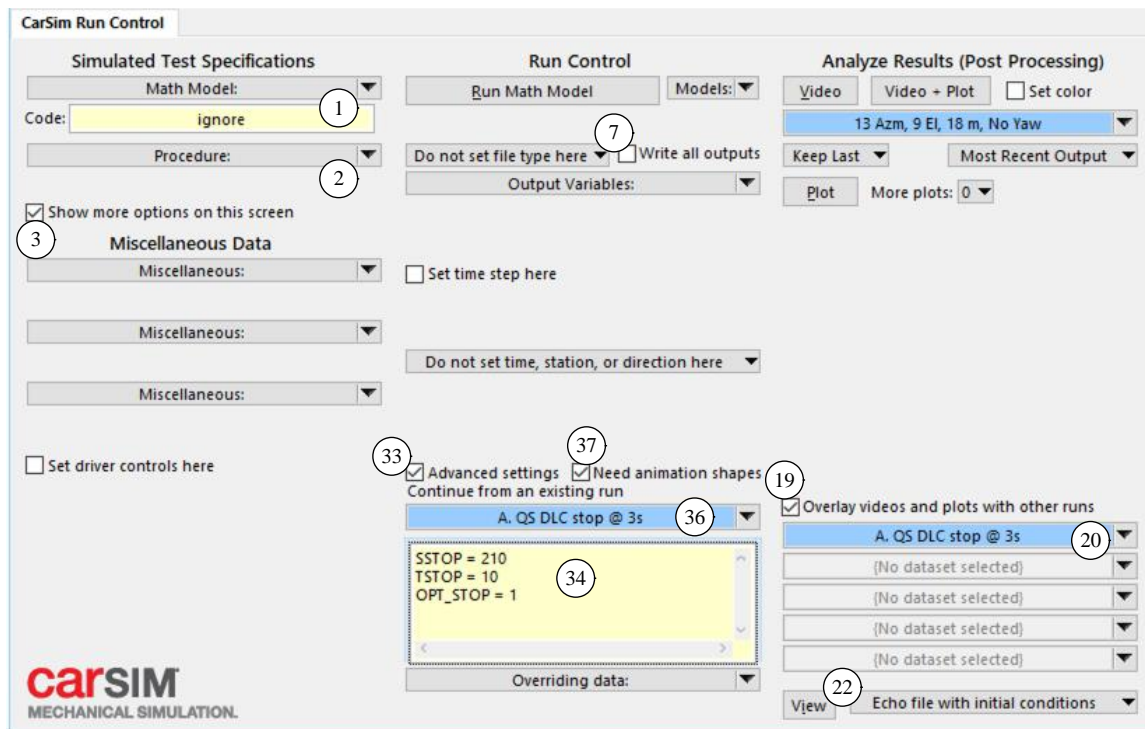 CarSim Run Control
Simulated Test Specifications
Math Model:
1
Code:
ignore
Procedure:
2
Show more options on this screen
3
Miscellaneous Data
Miscellaneous:
Miscellaneous:
Miscellaneous:
Set driver controls here
carSIM
MECHANICAL SIMULATION.
Run Control
Run Math Model
Models:
7
Do not set file type here
Write all outputs
Output Variables:
Set time step here
Do not set time, station, or direction here
33
37
Advanced settings
Need animation shapes
Continue from an existing run
A. QS DLC stop @ 3s
36
SSTOP = 210
TSTOP = 10
OPT_STOP = 1
34
Overriding data:
Analyze Results (Post Processing)
Video
Video + Plot
Set color
13 Azm, 9 El, 18 m, No Yaw
Keep Last
Most Recent Output
Plot
More plots:
0
19
Overlay videos and plots with other runs
A. QS DLC stop @ 3s
20
{No dataset selected}
{No dataset selected}
{No dataset selected}
{No dataset selected}
22
View
Echo file with initial conditions